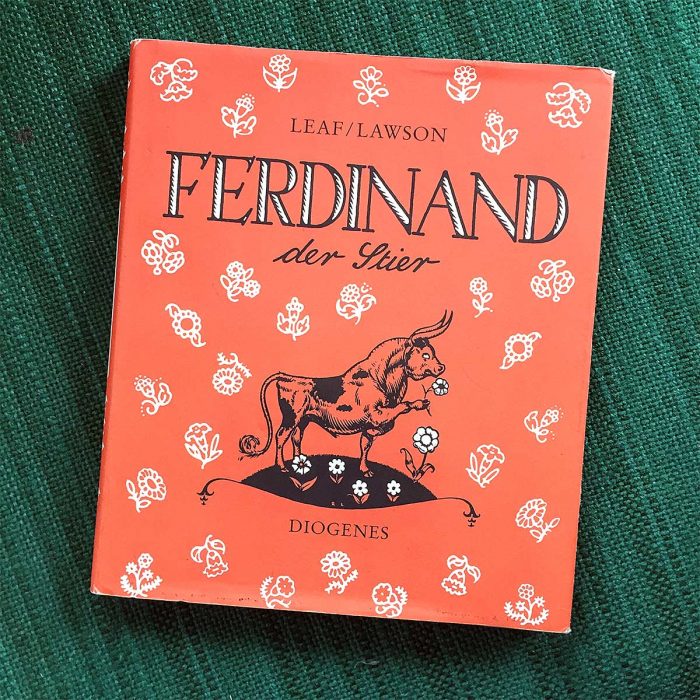 LEAF/LAWSON
FERDINAND
der Stier
R L
DIOGENES